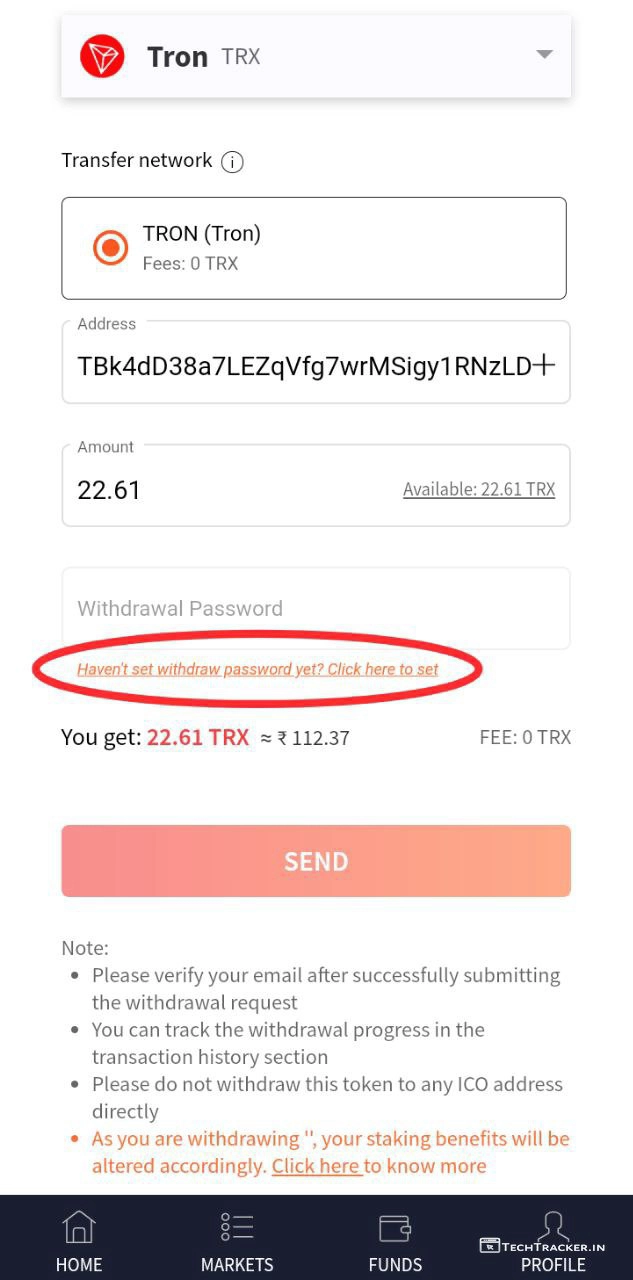 Tron TRX
Transfer network
TRON (Tron)
Fees: 0 TRX
Address
TBk4dD38a7LEZqVfg7wrMSigy1RNzLD
Amount
22.61 Available: 22.61 TRX
Withdrawal Password
Haven't set withdraw password yet? Click here to set
You get: 22.61 TRX ≈ ₹ 112.37 FEE: 0 TRX
SEND
Note:
• Please verify your email after successfully submitting
the withdrawal request
• You can track the withdrawal progress in the
transaction history section
• Please do not withdraw this token to any ICO address
directly
• As you are withdrawing '', your staking benefits will be
altered accordingly. Click here to know more
TECHTRACKER.IN
HOME MARKETS FUNDS PROFILE